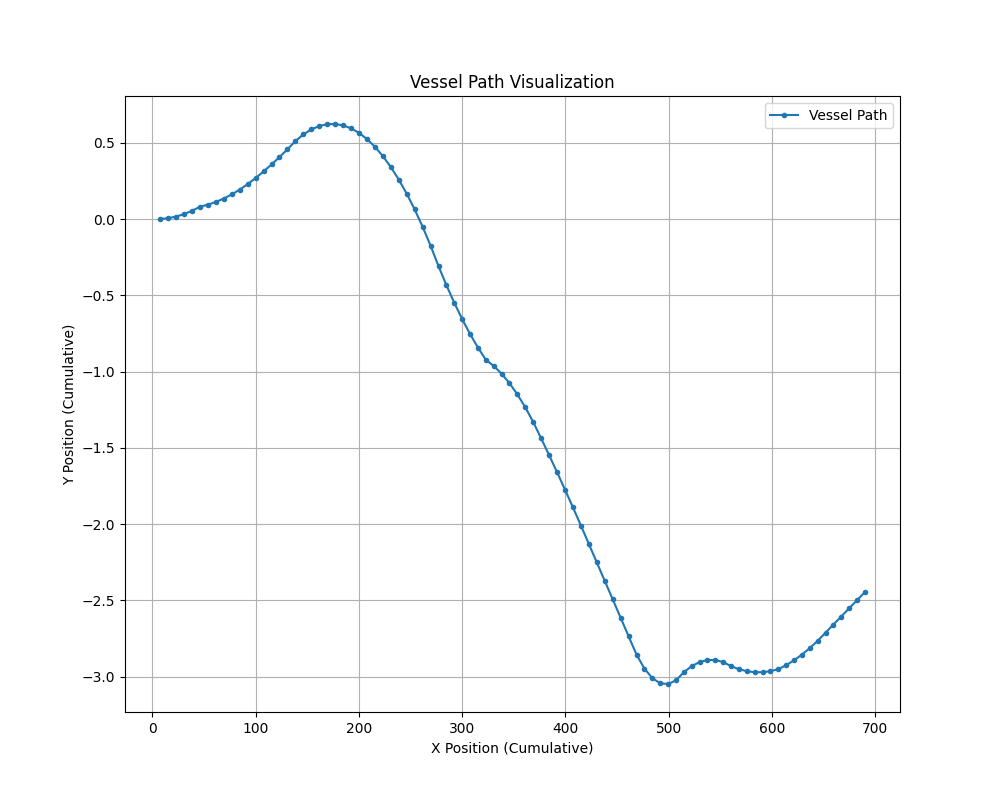 Vessel Path Visualization
Vessel Path
0.5
0.0
−0.5
−1.0
−1.5
−2.0
−2.5
−3.0
Y Position (Cumulative)
0 100 200 300 400 500 600 700
X Position (Cumulative)